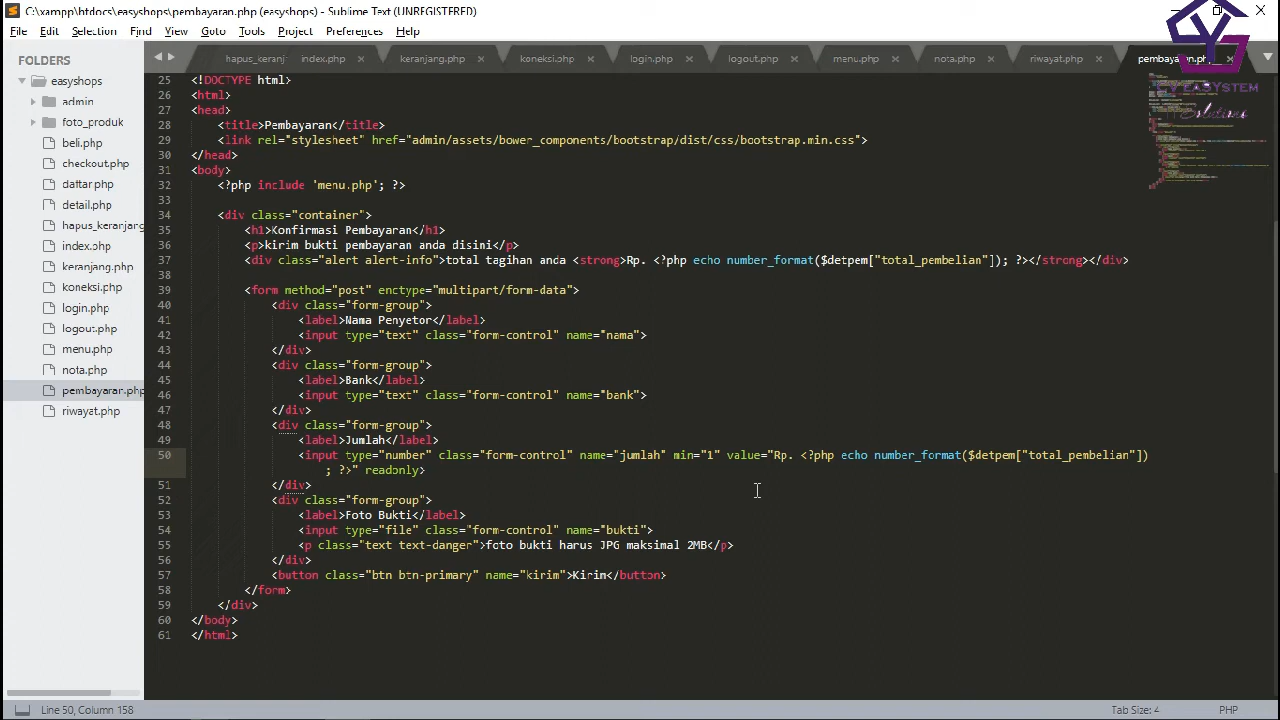 C:\xampp\htdocs\easyshops\pembayaran.php (easyshops) - Sublime Text (UNREGISTERED)
File Edit Selection Find View Goto Tools Project Preferences Help
FOLDERS
easyshops
admin
foto_produk
beli.php
checkout.php
daftar.php
detail.php
hapus_keranjang
index.php
keranjang.php
koneksi.php
login.php
logout.php
menu.php
nota.php
pembayaran.php
riwayat.php
hapus_keranj index.php keranjang.php koneksi.php login.php logout.php menu.php nota.php riwayat.php pembayaran.php
EASYSTEM
Solutions
25 <!DOCTYPE html>
26 <html>
27 <head>
28 <title>Pembayaran</title>
29 <link rel="stylesheet" href="admin/assets/bower_components/bootstrap/dist/css/bootstrap.min.css">
30 </head>
31 <body>
32 <?php include 'menu.php'; ?>
33
34 <div class="container">
35 <h1>Konfirmasi Pembayaran</h1>
36 <p>kirim bukti pembayaran anda disini</p>
37 <div class="alert alert-info">total tagihan anda <strong>Rp. <?php echo number_format($detpem["total_pembelian"]); ?></strong></div>
38
39 <form method="post" enctype="multipart/form-data">
40 <div class="form-group">
41 <label>Nama Penyetor</label>
42 <input type="text" class="form-control" name="nama">
43 </div>
44 <div class="form-group">
45 <label>Bank</label>
46 <input type="text" class="form-control" name="bank">
47 </div>
48 <div class="form-group">
49 <label>Jumlah</label>
50 <input type="number" class="form-control" name="jumlah" min="1" value="Rp. <?php echo number_format($detpem["total_pembelian"])
; ?>" readonly>
51 </div>
52 <div class="form-group">
53 <label>Foto Bukti</label>
54 <input type="file" class="form-control" name="bukti">
55 <p class="text text-danger">foto bukti harus JPG maksimal 2MB</p>
56 </div>
57 <button class="btn btn-primary" name="kirim">Kirim</button>
58 </form>
59 </div>
60 </body>
61 </html>
Line 50, Column 158
Tab Size: 4
PHP